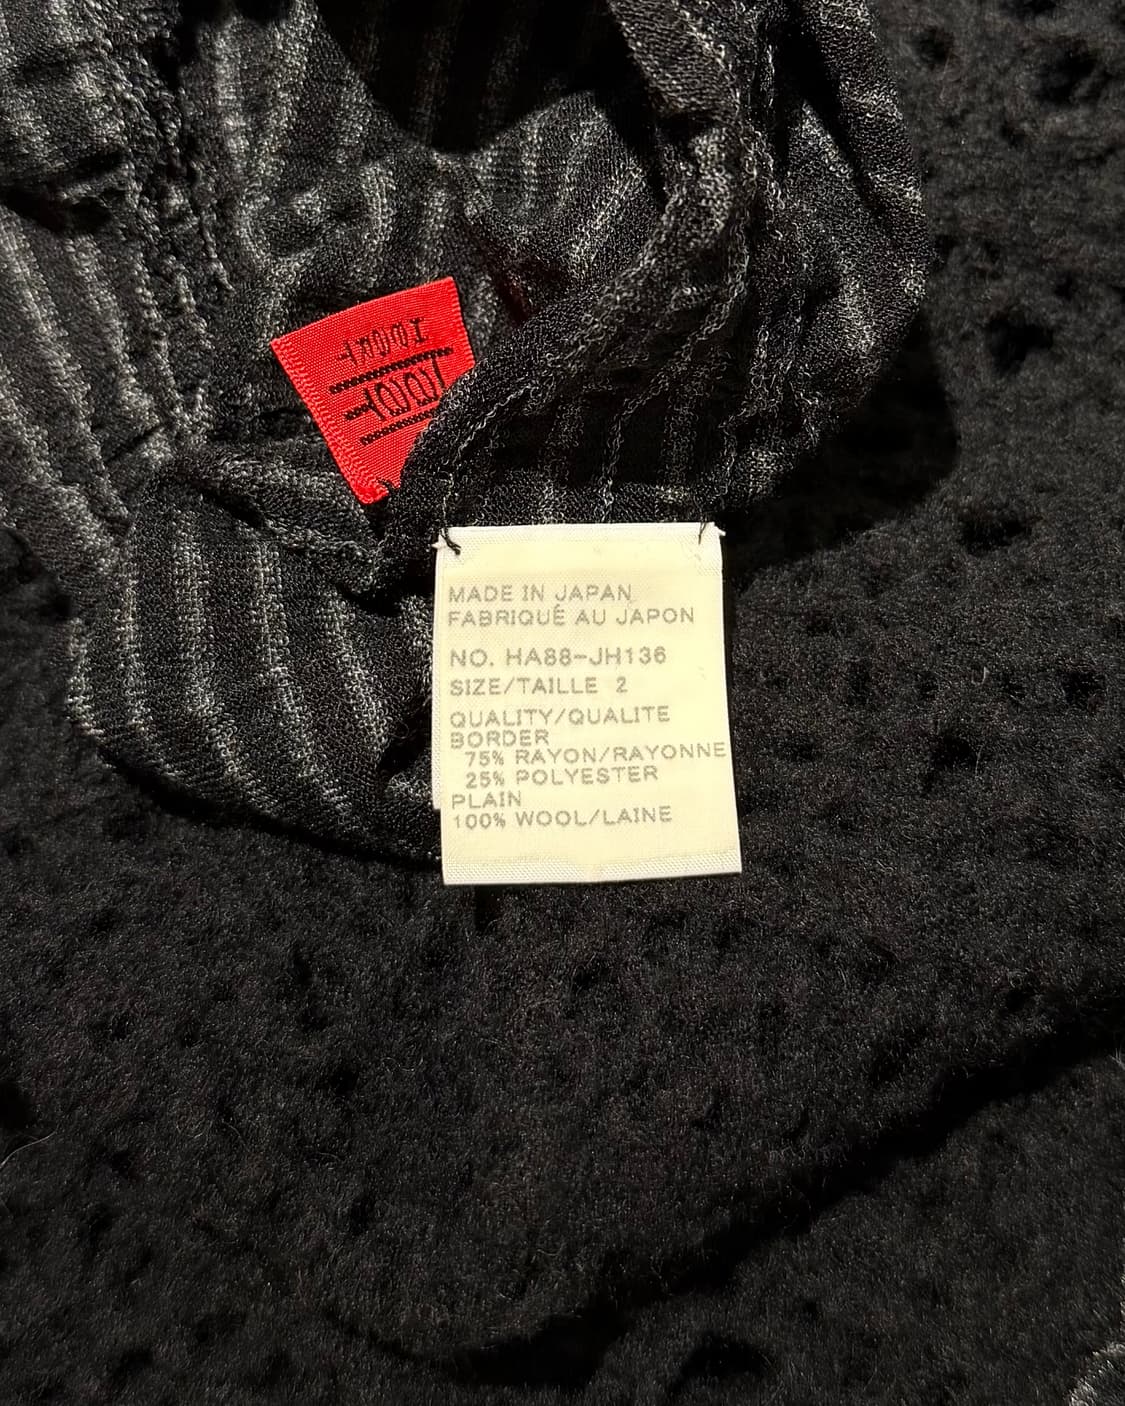 MADE IN JAPAN
FABRIQUÉ AU JAPON
NO. HA88-JH136
SIZE/TAILLE 2
QUALITY/QUALITE
BORDER
75% RAYON/RAYONNE
25% POLYESTER
PLAIN
100% WOOL/LAINE